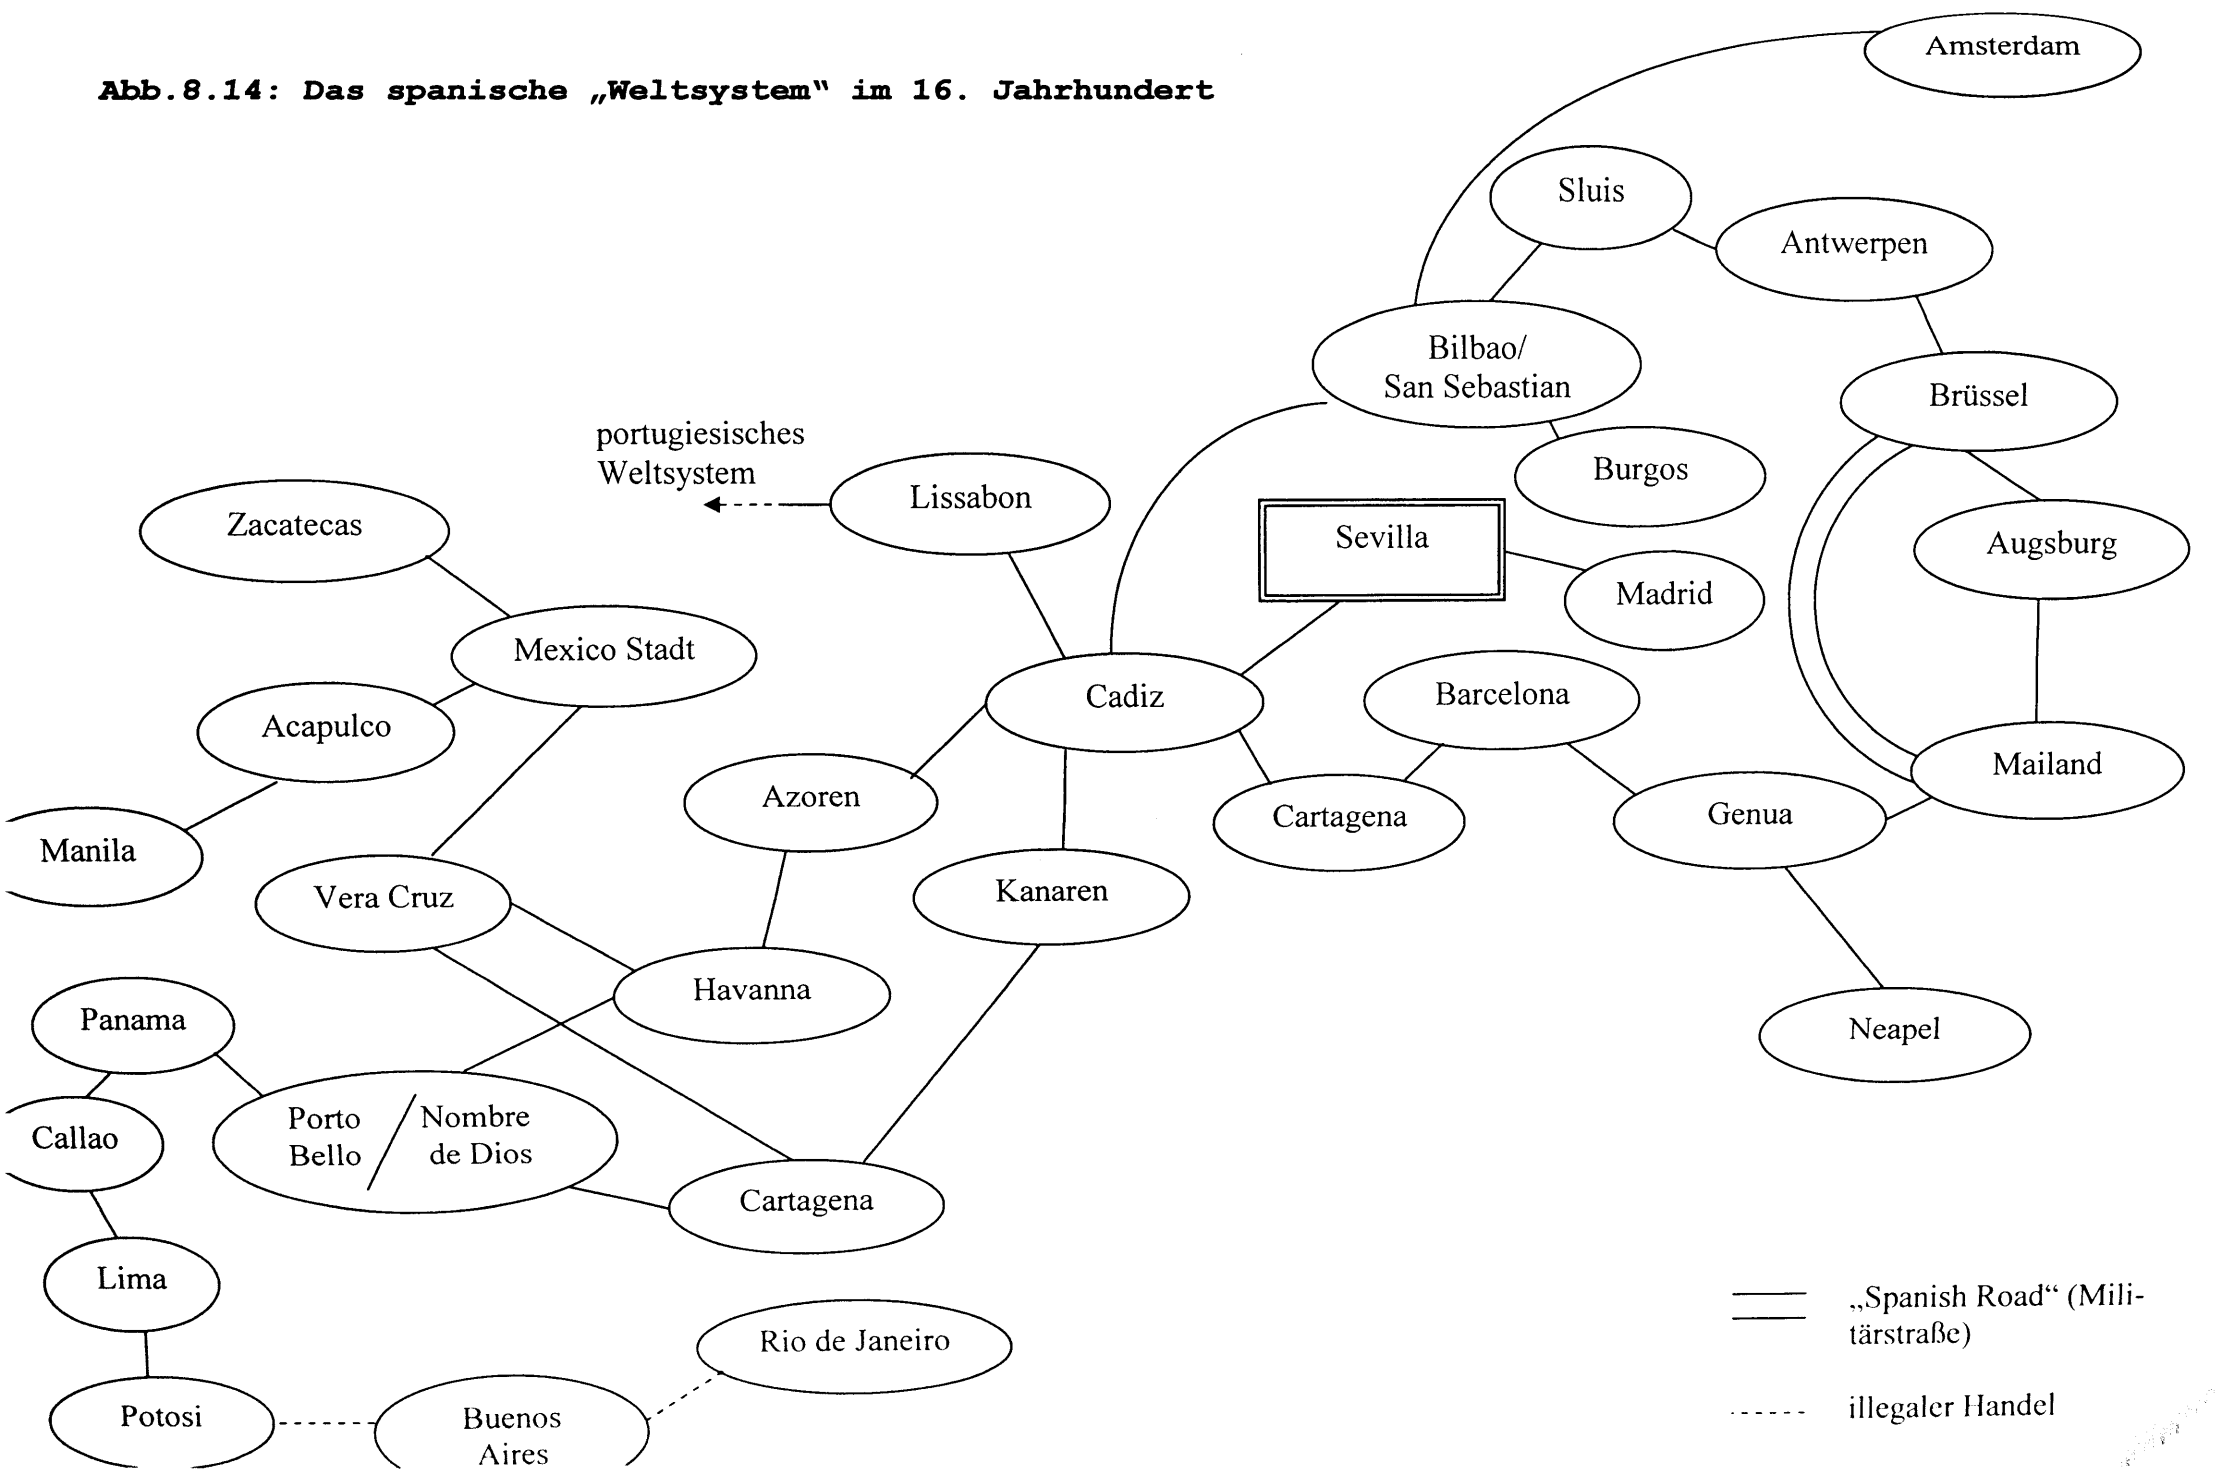 Abb.8.14: Das spanische „Weltsystem“ im 16. Jahrhundert
Amsterdam
Sluis
Antwerpen
Bilbao/
San Sebastian
Brüssel
Burgos
portugiesisches
Weltsystem
Lissabon
Zacatecas
Sevilla
Augsburg
Madrid
Mexico Stadt
Cadiz
Barcelona
Acapulco
Mailand
Azoren
Cartagena
Genua
Manila
Vera Cruz
Kanaren
Havanna
Panama
Neapel
Porto / Nombre
Bello de Dios
Callao
Cartagena
Lima
„Spanish Road“ (Mili-
tärstraße)
Rio de Janeiro
Potosi
Buenos
Aires
illegaler Handel